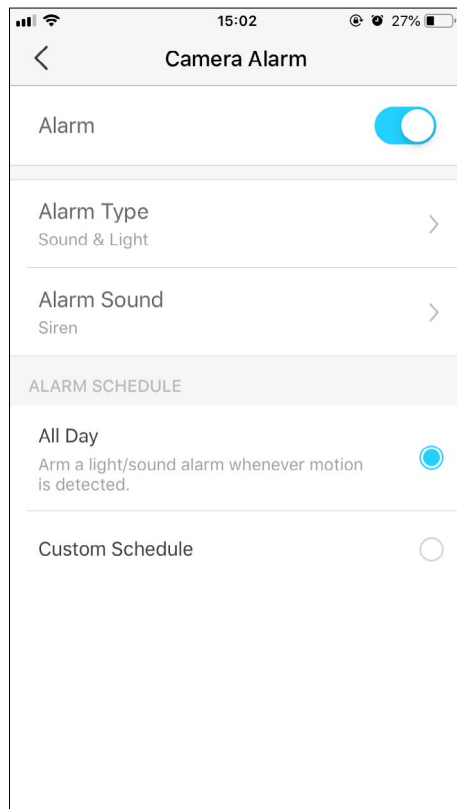 15:02 27%
Camera Alarm
Alarm
Alarm Type
Sound & Light
Alarm Sound
Siren
ALARM SCHEDULE
All Day
Arm a light/sound alarm whenever motion
is detected.
Custom Schedule